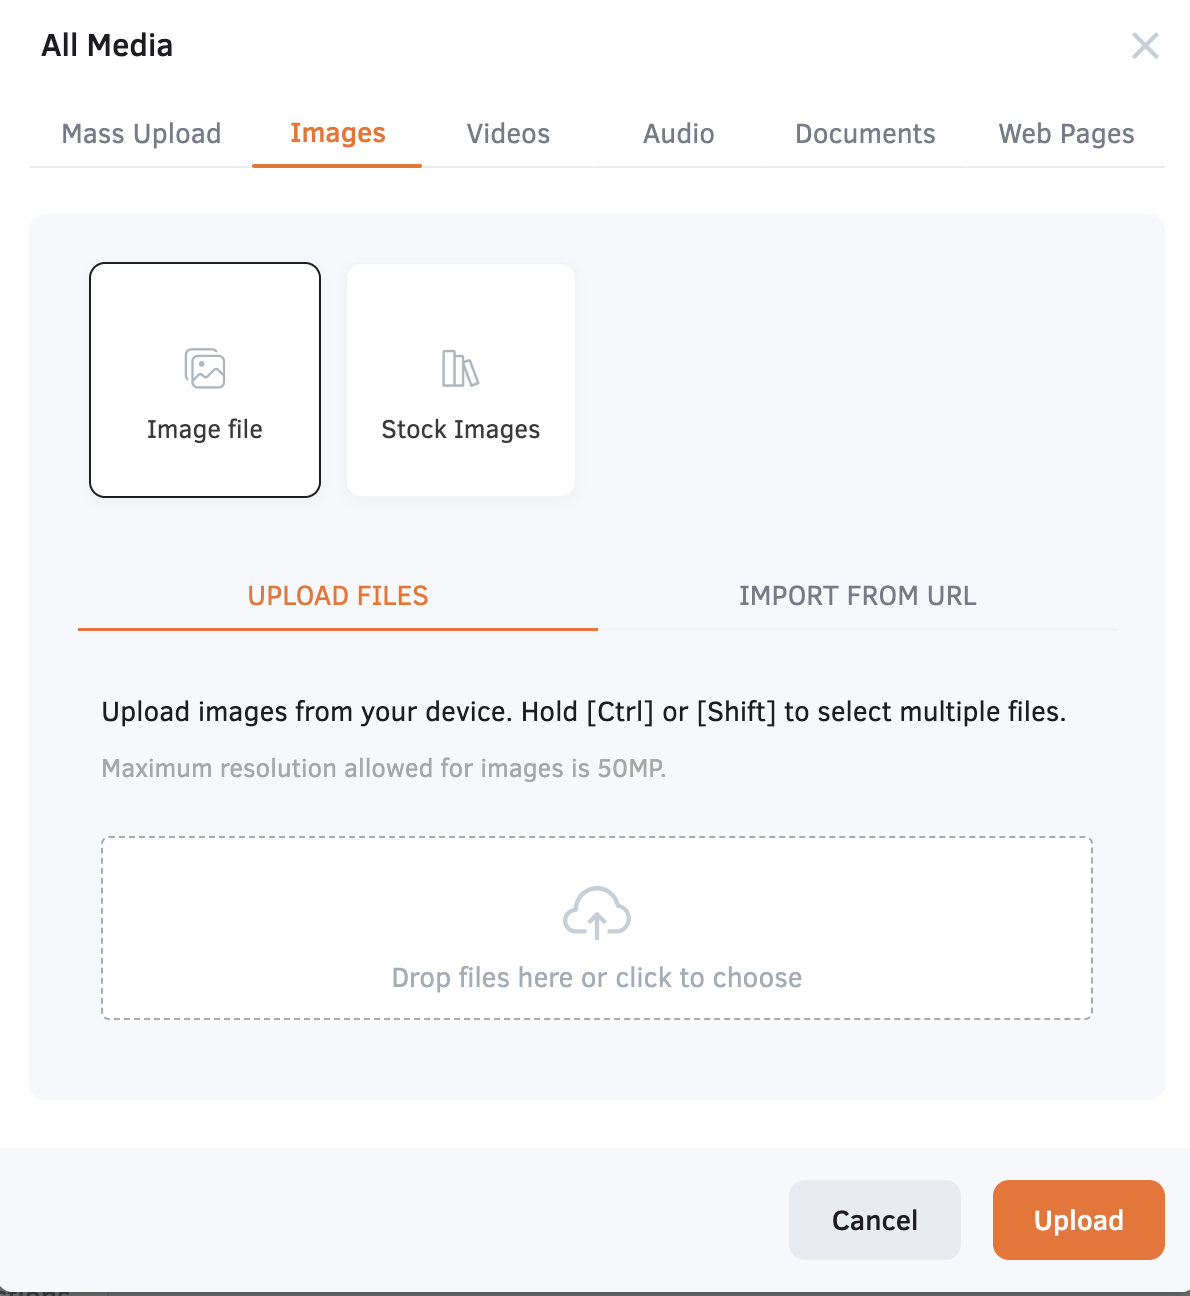 All Media
Mass Upload Images Videos Audio Documents Web Pages
Image file Stock Images
UPLOAD FILES IMPORT FROM URL
Upload images from your device. Hold [Ctrl] or [Shift] to select multiple files.
Maximum resolution allowed for images is 50MP.
Drop files here or click to choose
Cancel Upload